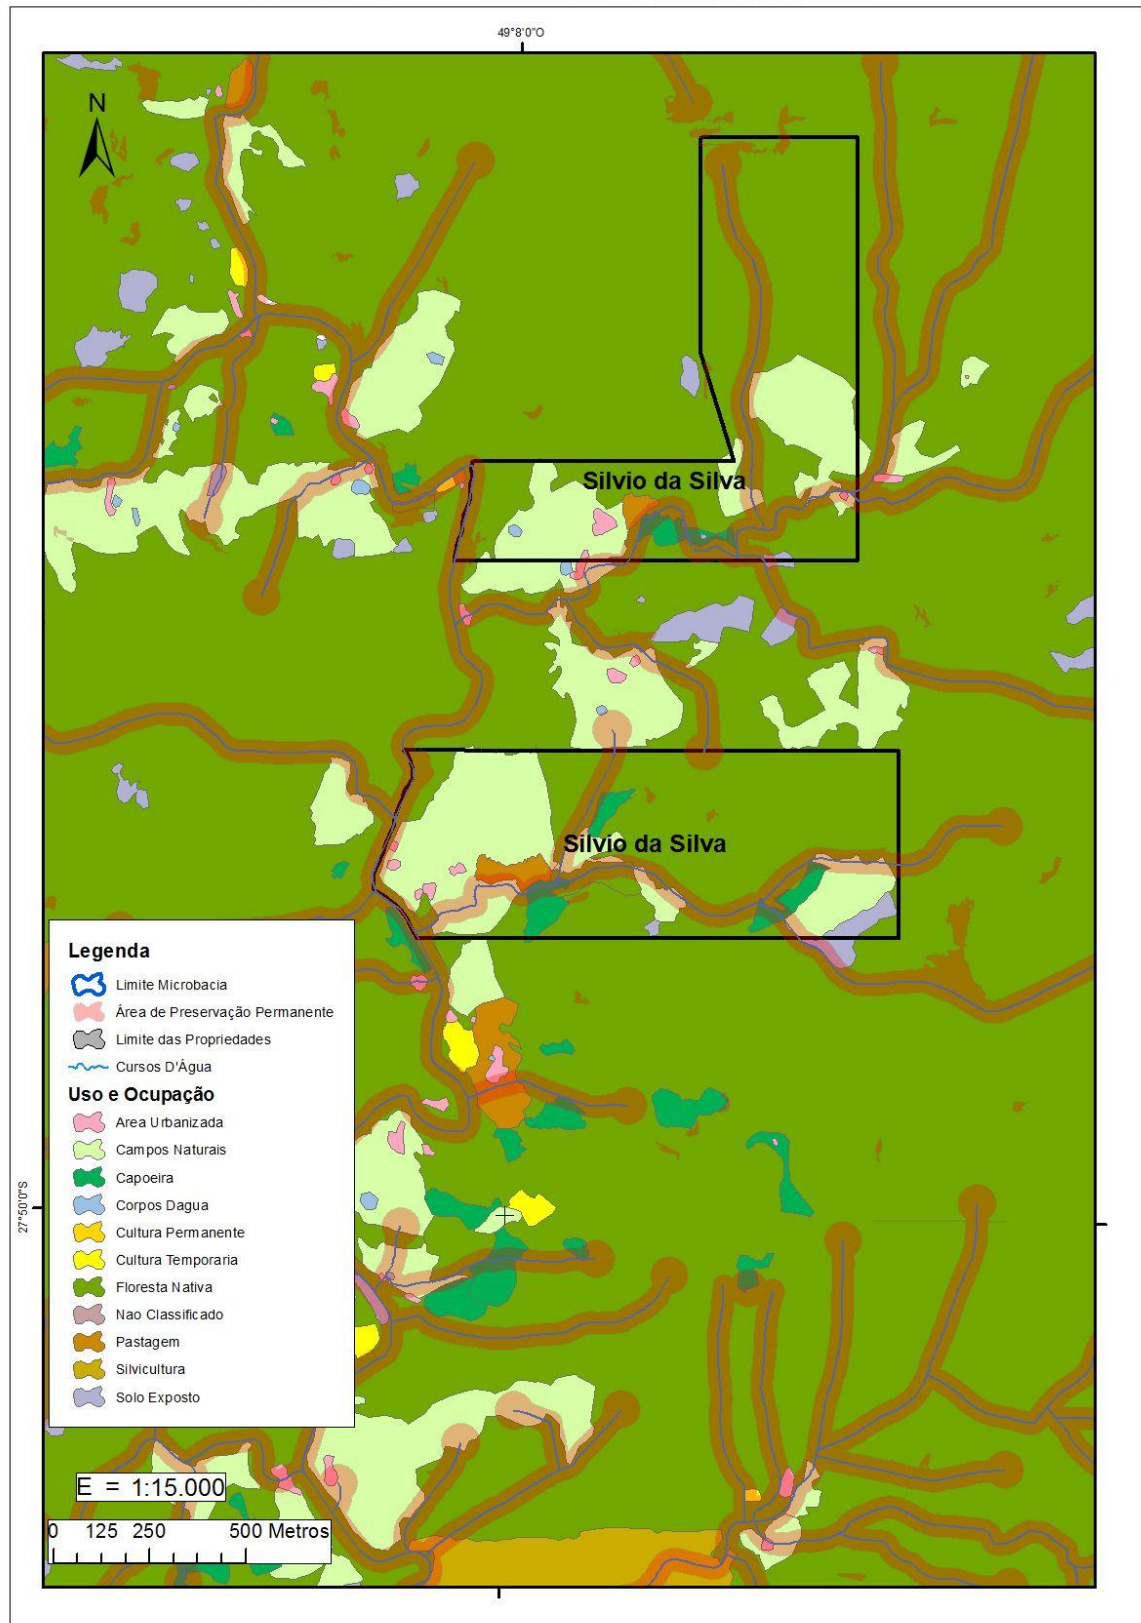 49°8'0"O
N
Silvio da Silva
Silvio da Silva
Legenda
Limite Microbacia
Área de Preservação Permanente
Limite das Propriedades
Cursos D'Água
Uso e Ocupação
Area Urbanizada
Campos Naturais
Capoeira
Corpos Dagua
Cultura Permanente
Cultura Temporaria
Floresta Nativa
Nao Classificado
Pastagem
Silvicultura
Solo Exposto
27°50'0"S
E = 1:15.000
0 125 250 500 Metros